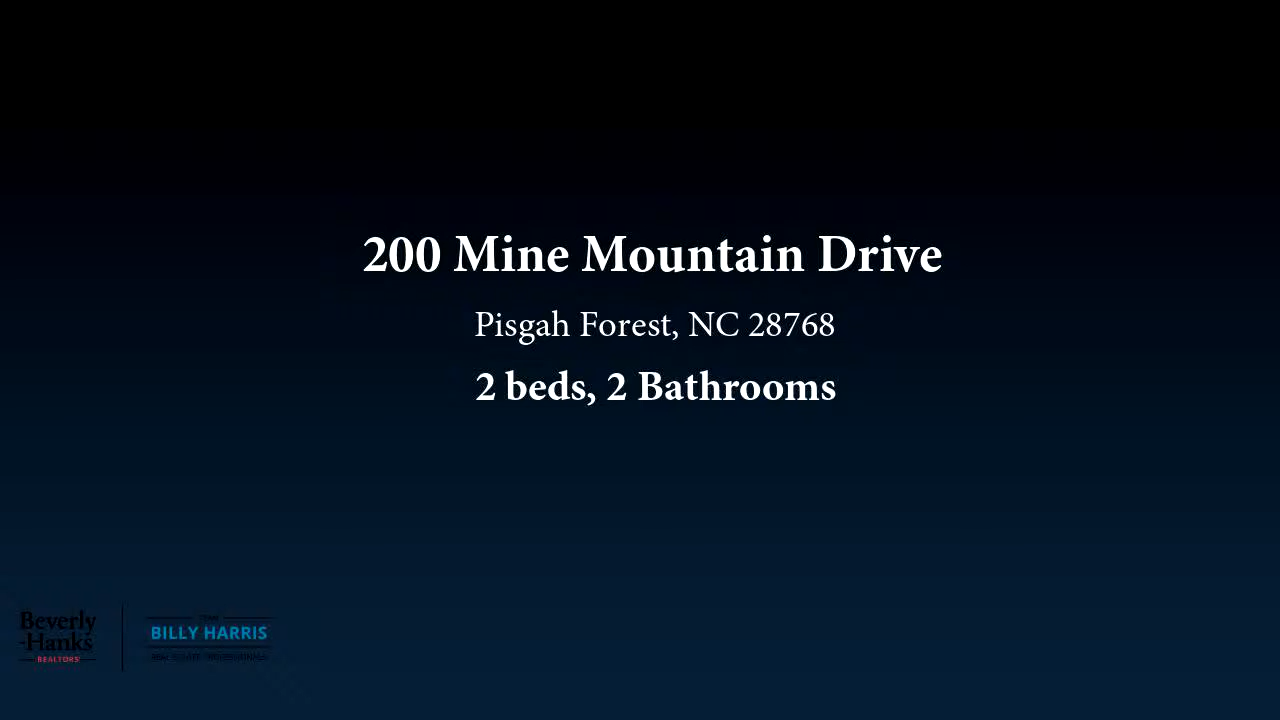 200 Mine Mountain Drive
Pisgah Forest, NC 28768
2 beds, 2 Bathrooms
Beverly
-Hanks
REALTORS
BILLY HARRIS